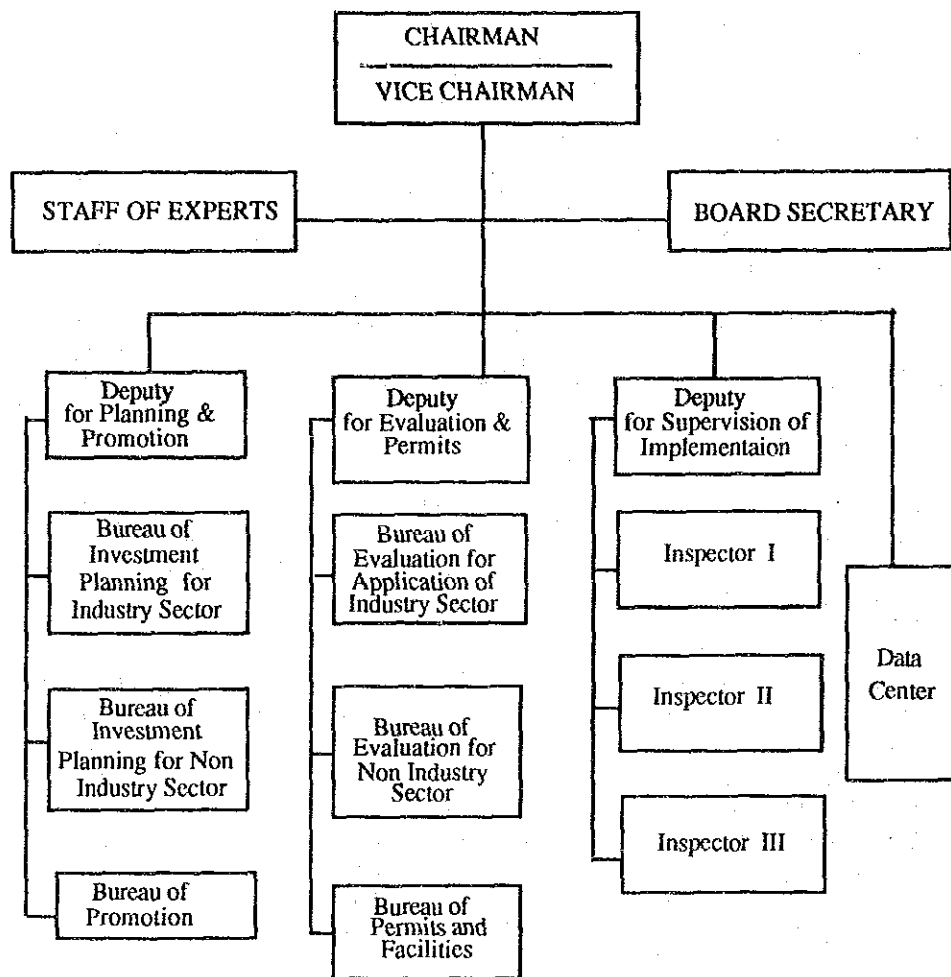 CHAIRMAN
VICE CHAIRMAN
STAFF OF EXPERTS
BOARD SECRETARY
Deputy
for Planning &
Promotion
Bureau of
Investment
Planning for
Industry Sector
Bureau of
Investment
Planning for Non
Industry Sector
Bureau of
Promotion
Deputy
for Evaluation &
Permits
Bureau of
Evaluation for
Application of
Industry Sector
Bureau of
Evaluation for
Non Industry
Sector
Bureau of
Permits and
Facilities
Deputy
for Supervision of
Implementaion
Inspector I
Inspector II
Inspector III
Data
Center